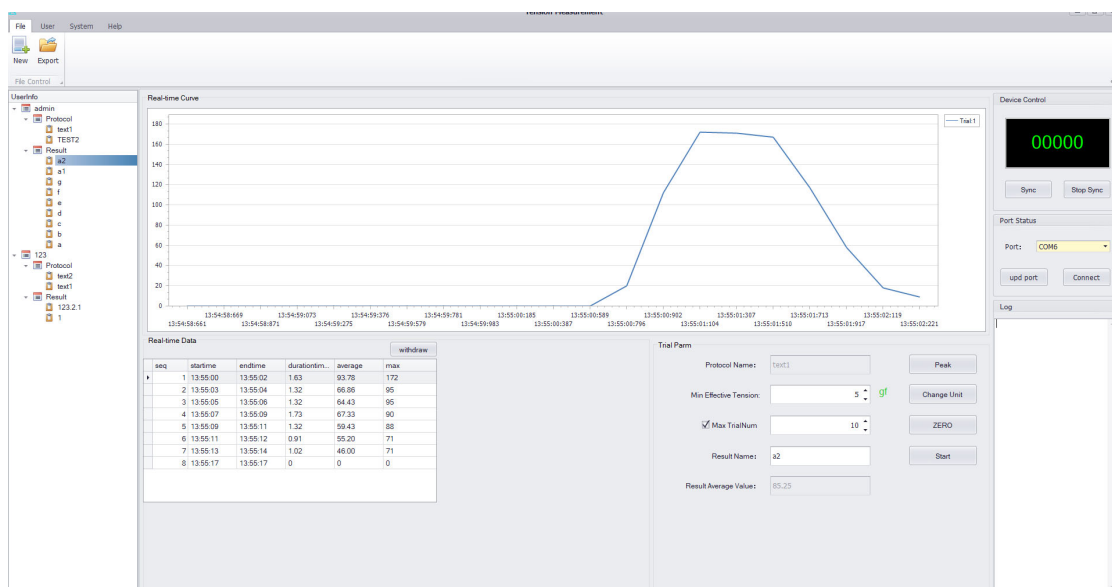 Tension Measurement
File User System Help
New Export
File Control
UserInfo
admin
Protocol
text1
TEST2
Result
a2
a1
g
f
e
d
c
b
a
123
Protocol
text2
text1
Result
123.2.1
1
Real-time Curve
180
160
140
120
100
80
60
40
20
0
Trial:1
13:54:58:669 13:54:59:073 13:54:59:376 13:54:59:781 13:55:00:185 13:55:00:589 13:55:00:902 13:55:01:307 13:55:01:713 13:55:02:119
13:54:58:661 13:54:58:871 13:54:59:275 13:54:59:579 13:54:59:983 13:55:00:387 13:55:00:796 13:55:01:104 13:55:01:510 13:55:01:917 13:55:02:221
Real-time Data
withdraw
seq startime endtime durationtim... average max
1 13:55:00 13:55:02 1.63 93.78 172
2 13:55:03 13:55:04 1.32 66.86 95
3 13:55:05 13:55:06 1.32 64.43 95
4 13:55:07 13:55:09 1.73 67.33 90
5 13:55:09 13:55:11 1.32 59.43 88
6 13:55:11 13:55:12 0.91 55.20 71
7 13:55:13 13:55:14 1.02 46.00 71
8 13:55:17 13:55:17 0 0 0
Trial Parm
Protocol Name: text1 Peak
Min Effective Tension: 5 gf Change Unit
Max TrialNum 10 ZERO
Result Name: a2 Start
Result Average Value: 85.25
Device Control
00000
Sync Stop Sync
Port Status
Port: COM6
upd port Connect
Log